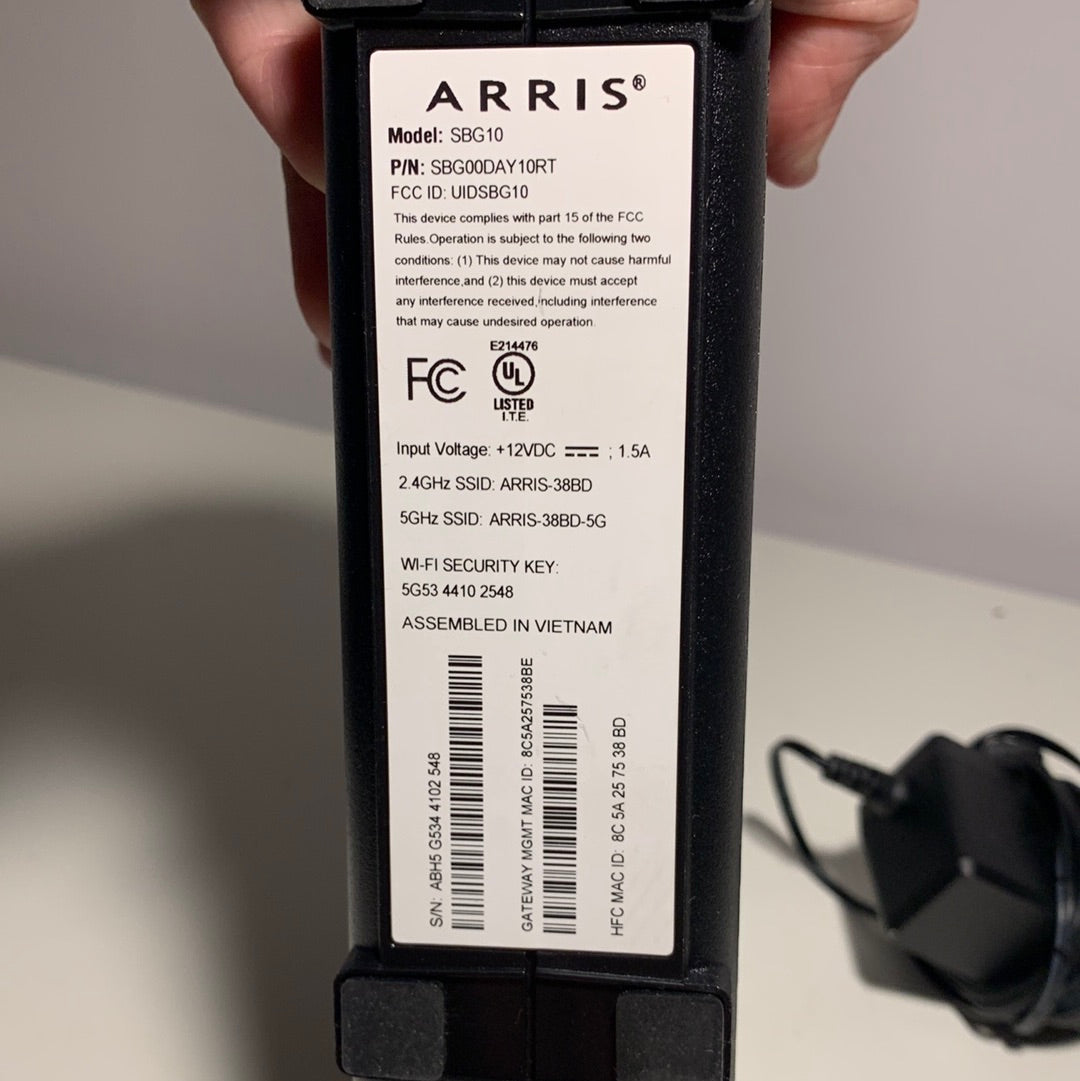 ARRIS®
Model: SBG10
P/N: SBG00DAY10RT
FCC ID: UIDSBG10
This device complies with part 15 of the FCC
Rules.Operation is subject to the following two
conditions: (1) This device may not cause harmful
interference,and (2) this device must accept
any interference received,including interference
that may cause undesired operation.
E214476
FC
UL
LISTED
I.T.E.
Input Voltage: +12VDC ; 1.5A
2.4GHz SSID: ARRIS-38BD
5GHz SSID: ARRIS-38BD-5G
WI-FI SECURITY KEY:
5G53 4410 2548
ASSEMBLED IN VIETNAM
S/N: ABH5 G534 4102 548
GATEWAY MGMT MAC ID: 8C5A257538BE
HFC MAC ID: 8C 5A 25 75 38 BD